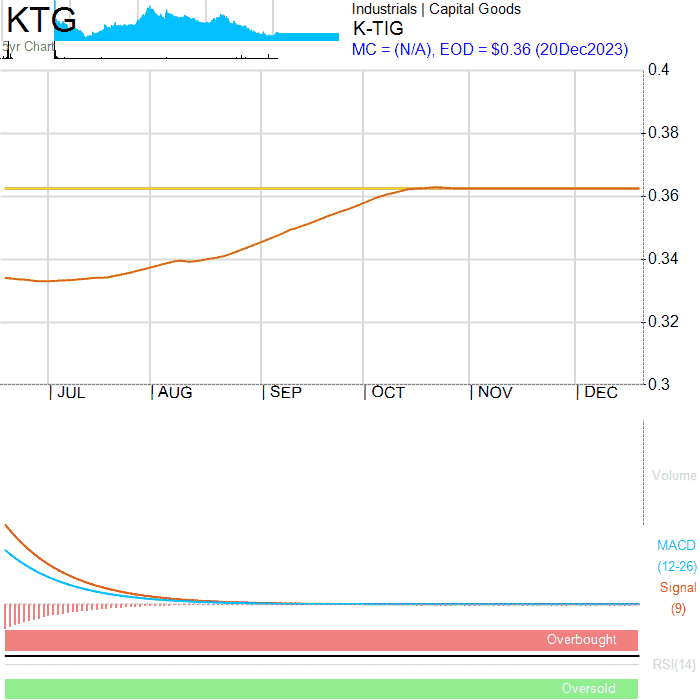 KTG
5yr Chart
Industrials | Capital Goods
K-TIG
MC = (N/A), EOD = $0.36 (20Dec2023)
0.4
0.38
0.36
0.34
0.32
0.3
| JUL | AUG | SEP | OCT | NOV | DEC
Volume
MACD
(12-26)
Signal
(9)
Overbought
RSI(14)
Oversold